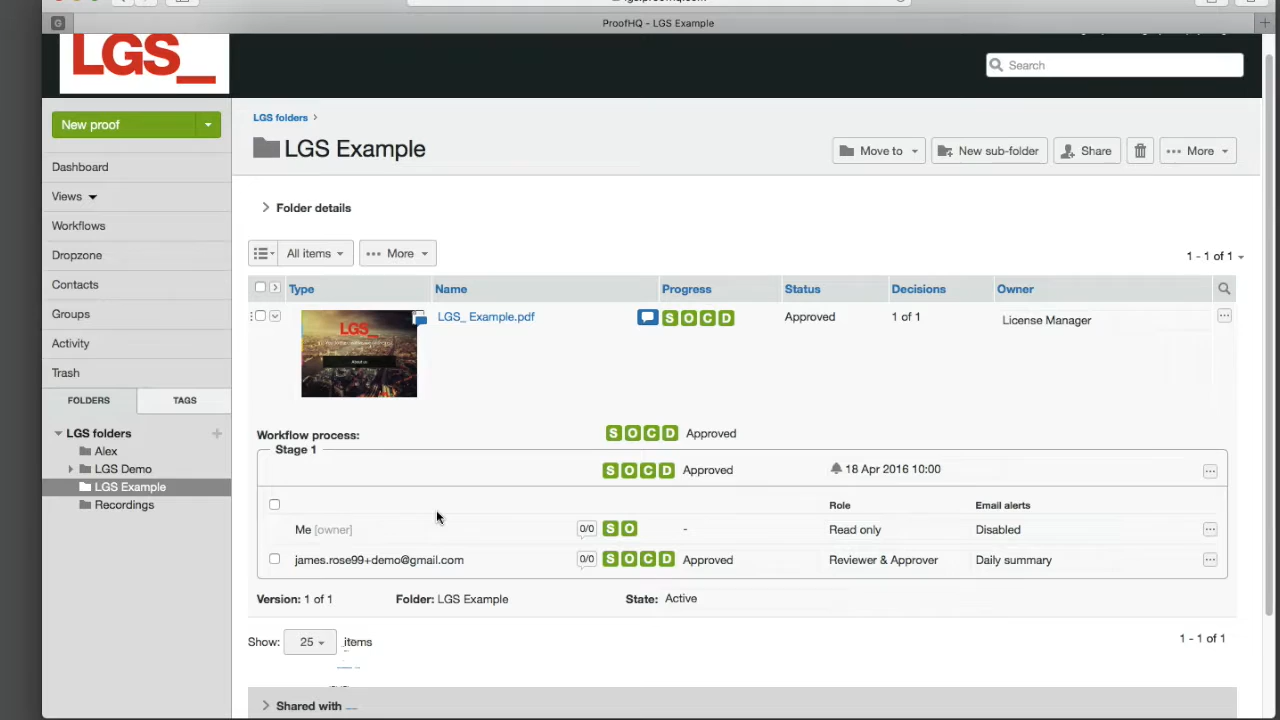 ProofHQ - LGS Example
LGS_
Search
New proof
Dashboard
Views
Workflows
Dropzone
Contacts
Groups
Activity
Trash
FOLDERS TAGS
LGS folders
Alex
LGS Demo
LGS Example
Recordings
LGS folders
LGS Example
Move to New sub-folder Share More
Folder details
All items More 1 - 1 of 1
Type Name Progress Status Decisions Owner
LGS_
About us
LGS_ Example.pdf S O C D Approved 1 of 1 License Manager
Workflow process: S O C D Approved
Stage 1
S O C D Approved 18 Apr 2016 10:00
Role Email alerts
Me [owner] 0/0 S O - Read only Disabled
james.rose99+demo@gmail.com 0/0 S O C D Approved Reviewer & Approver Daily summary
Version: 1 of 1 Folder: LGS Example State: Active
Show: 25 items 1 - 1 of 1
Shared with